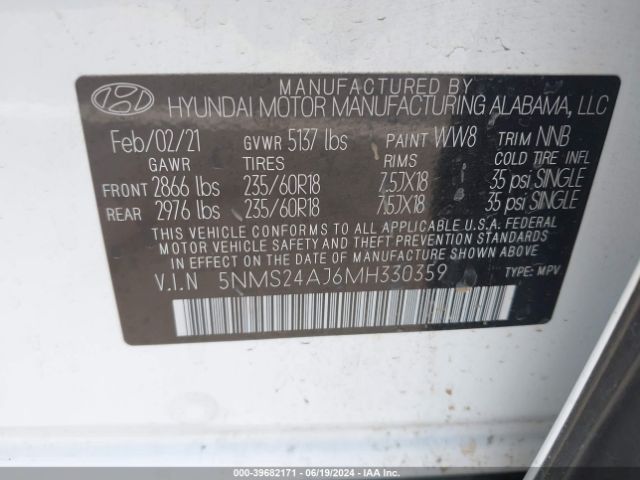 MANUFACTURED BY
HYUNDAI MOTOR MANUFACTURING ALABAMA, LLC
Feb/02/21 GVWR 5137 lbs PAINT WW8 TRIM NNB
GAWR TIRES RIMS COLD TIRE INFL
FRONT 2866 lbs 235/60R18 7.5JX18 35 psi SINGLE
REAR 2976 lbs 235/60R18 7.5JX18 35 psi SINGLE
THIS VEHICLE CONFORMS TO ALL APPLICABLE U.S.A. FEDERAL
MOTOR VEHICLE SAFETY AND THEFT PREVENTION STANDARDS
IN EFFECT ON THE DATE OF MANUFACTURE SHOWN ABOVE.
V.I.N 5NMS24AJ6MH330359 TYPE: MPV
000-39682171 - 06/19/2024 - IAA Inc.